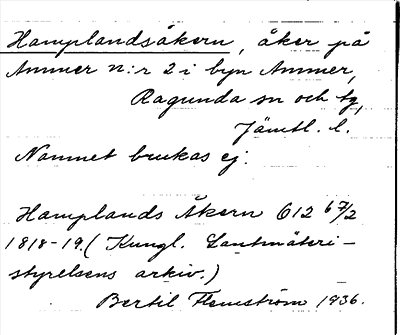 Hamplandsåkern, åker på
Ammer n:r 2 i byn Ammer,
Ragunda sn och tg,
Jämtl. l.
Namnet brukas ej.
Hamplands Åkern 612 67/2
1818-19. (Kungl. Lantmäteri-
styrelsens arkiv.)
Bertil Flemström 1936.